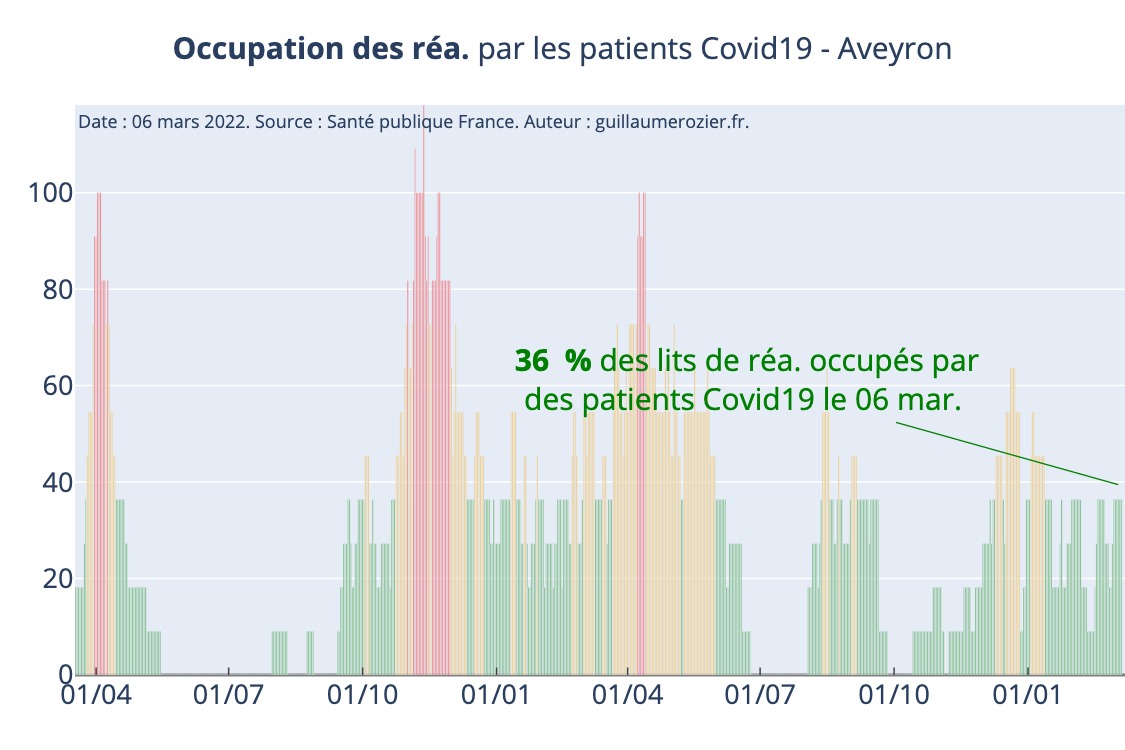 Occupation des réa. par les patients Covid19 - Aveyron
Date : 06 mars 2022. Source : Santé publique France. Auteur : guillaumerozier.fr.
100
80
60
40
20
0
36  % des lits de réa. occupés par
des patients Covid19 le 06 mar.
01/04 01/07 01/10 01/01 01/04 01/07 01/10 01/01